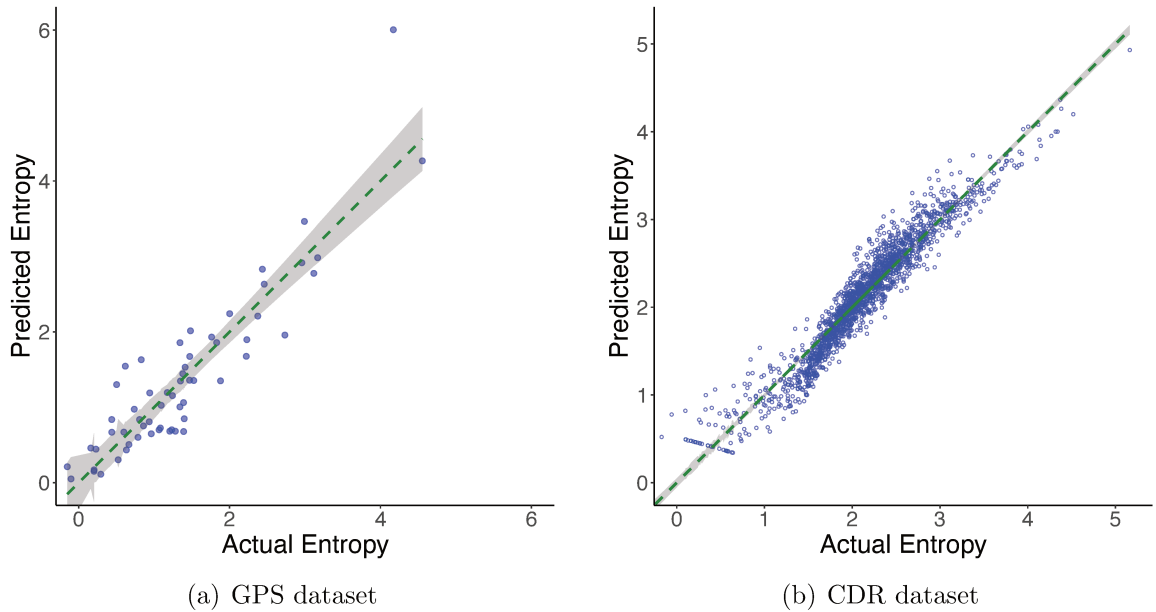 6
4
2
0
Predicted Entropy
0 2 4 6
Actual Entropy
(a) GPS dataset
5
4
3
2
1
0
Predicted Entropy
0 1 2 3 4 5
Actual Entropy
(b) CDR dataset